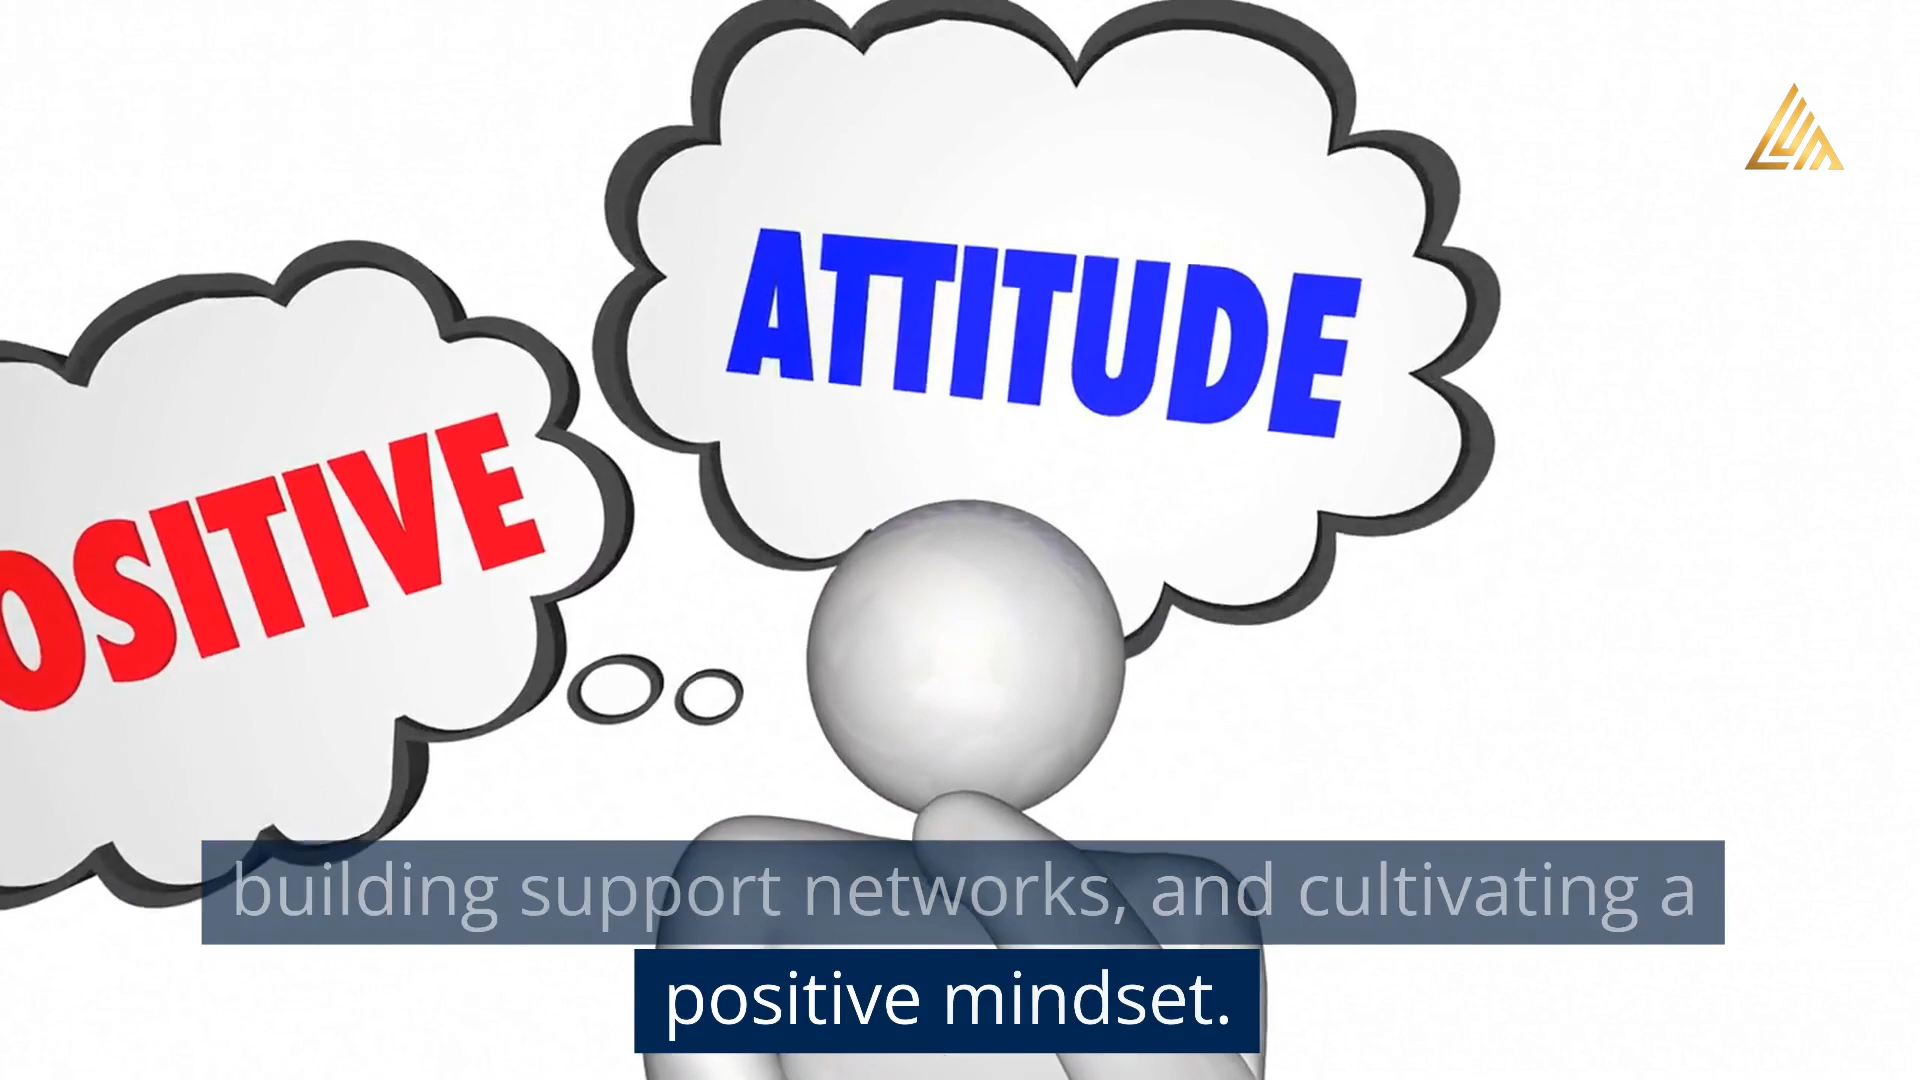 ATTITUDE
OSITIVE
building support networks, and cultivating a
positive mindset.